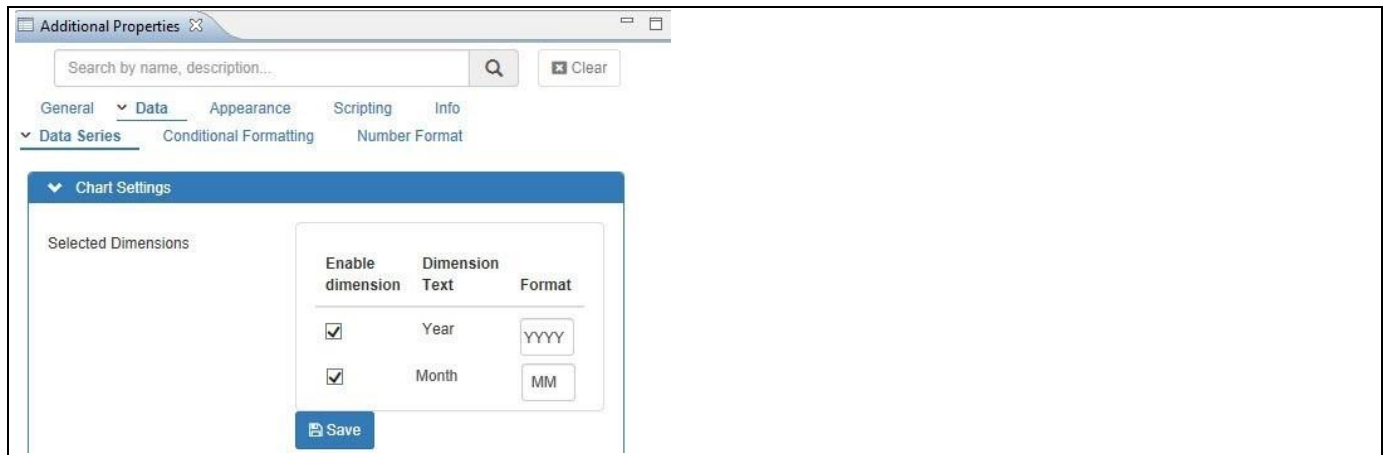 Additional Properties
Search by name, description...
Clear
General Data Appearance Scripting Info
Data Series Conditional Formatting Number Format
Chart Settings
Selected Dimensions
Enable dimension Dimension Text Format
Year YYYY
Month MM
Save